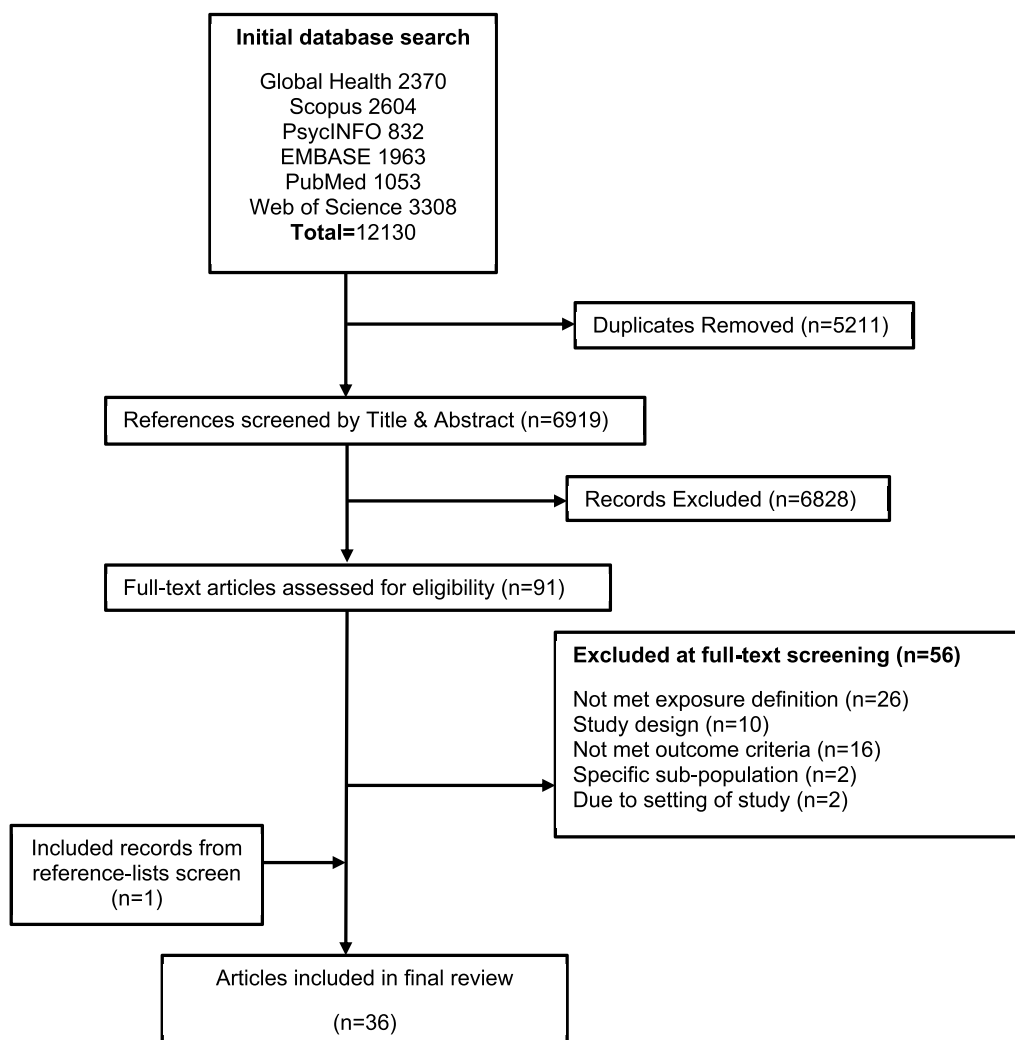 Initial database search
Global Health 2370
Scopus 2604
PsycINFO 832
EMBASE 1963
PubMed 1053
Web of Science 3308
Total=12130
Duplicates Removed (n=5211)
References screened by Title & Abstract (n=6919)
Records Excluded (n=6828)
Full-text articles assessed for eligibility (n=91)
Excluded at full-text screening (n=56)
Not met exposure definition (n=26)
Study design (n=10)
Not met outcome criteria (n=16)
Specific sub-population (n=2)
Due to setting of study (n=2)
Included records from
reference-lists screen
(n=1)
Articles included in final review
(n=36)